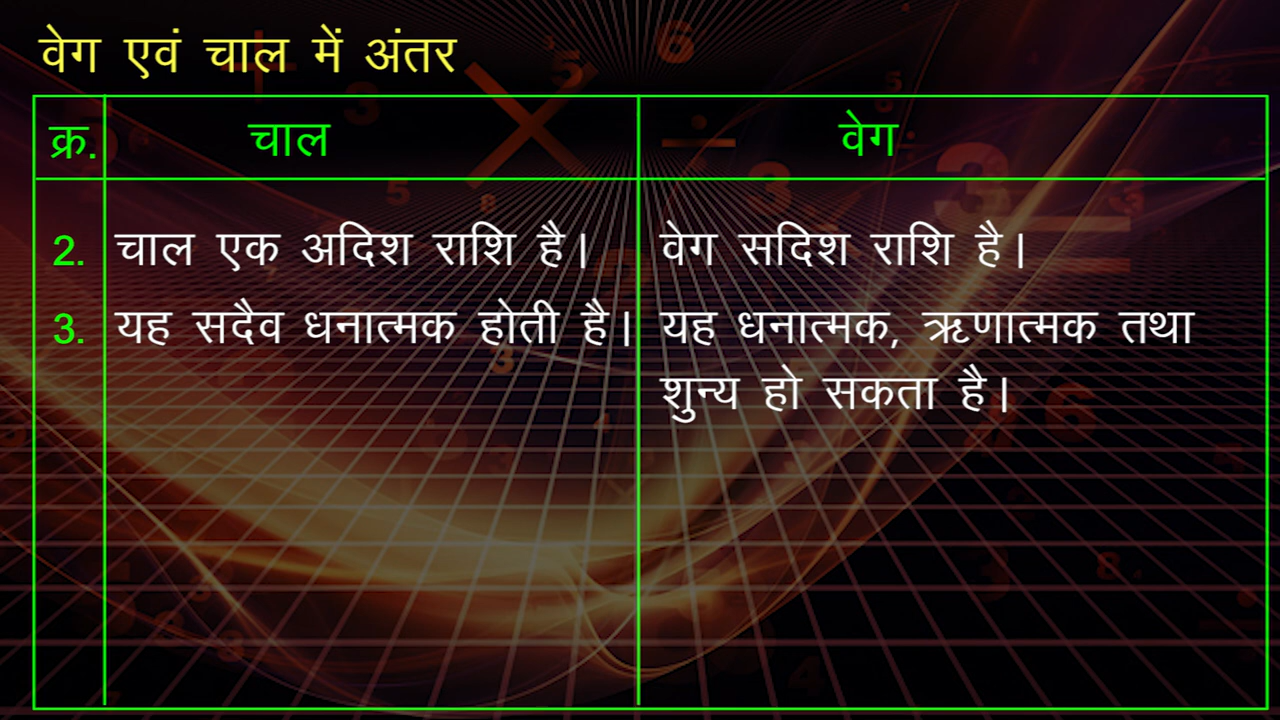 वेग एवं चाल में अंतर
क्र. चाल वेग
2. चाल एक अदिश राशि है। वेग सदिश राशि है।
3. यह सदैव धनात्मक होती है। यह धनात्मक, ऋणात्मक तथा
शुन्य हो सकता है।